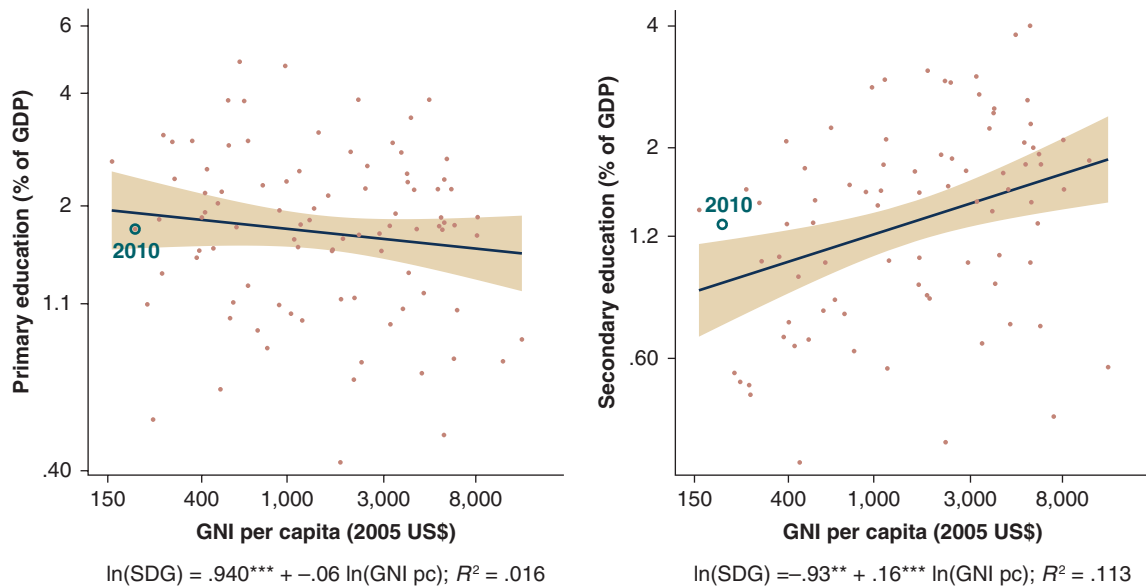 Primary education (% of GDP)
6
4
2
1.1
.40
2010
150 400 1,000 3,000 8,000
GNI per capita (2005 US$)
ln(SDG) = .940*** + –.06 ln(GNI pc); R² = .016
Secondary education (% of GDP)
4
2
1.2
.60
2010
150 400 1,000 3,000 8,000
GNI per capita (2005 US$)
ln(SDG) =–.93** + .16*** ln(GNI pc); R² = .113